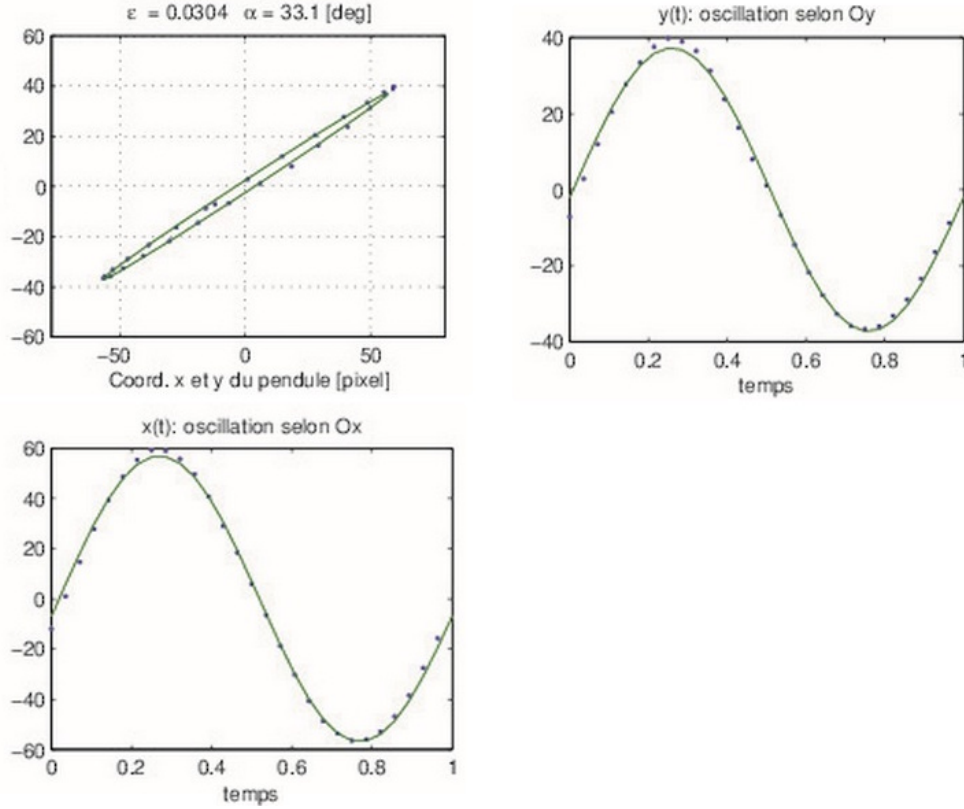 ε = 0.0304 α = 33.1 [deg]
60
40
20
0
−20
−40
−60
−50 0 50
Coord. x et y du pendule [pixel]
y(t): oscillation selon Oy
40
20
0
−20
−40
0 0.2 0.4 0.6 0.8 1
temps
x(t): oscillation selon Ox
60
40
20
0
−20
−40
−60
0 0.2 0.4 0.6 0.8 1
temps